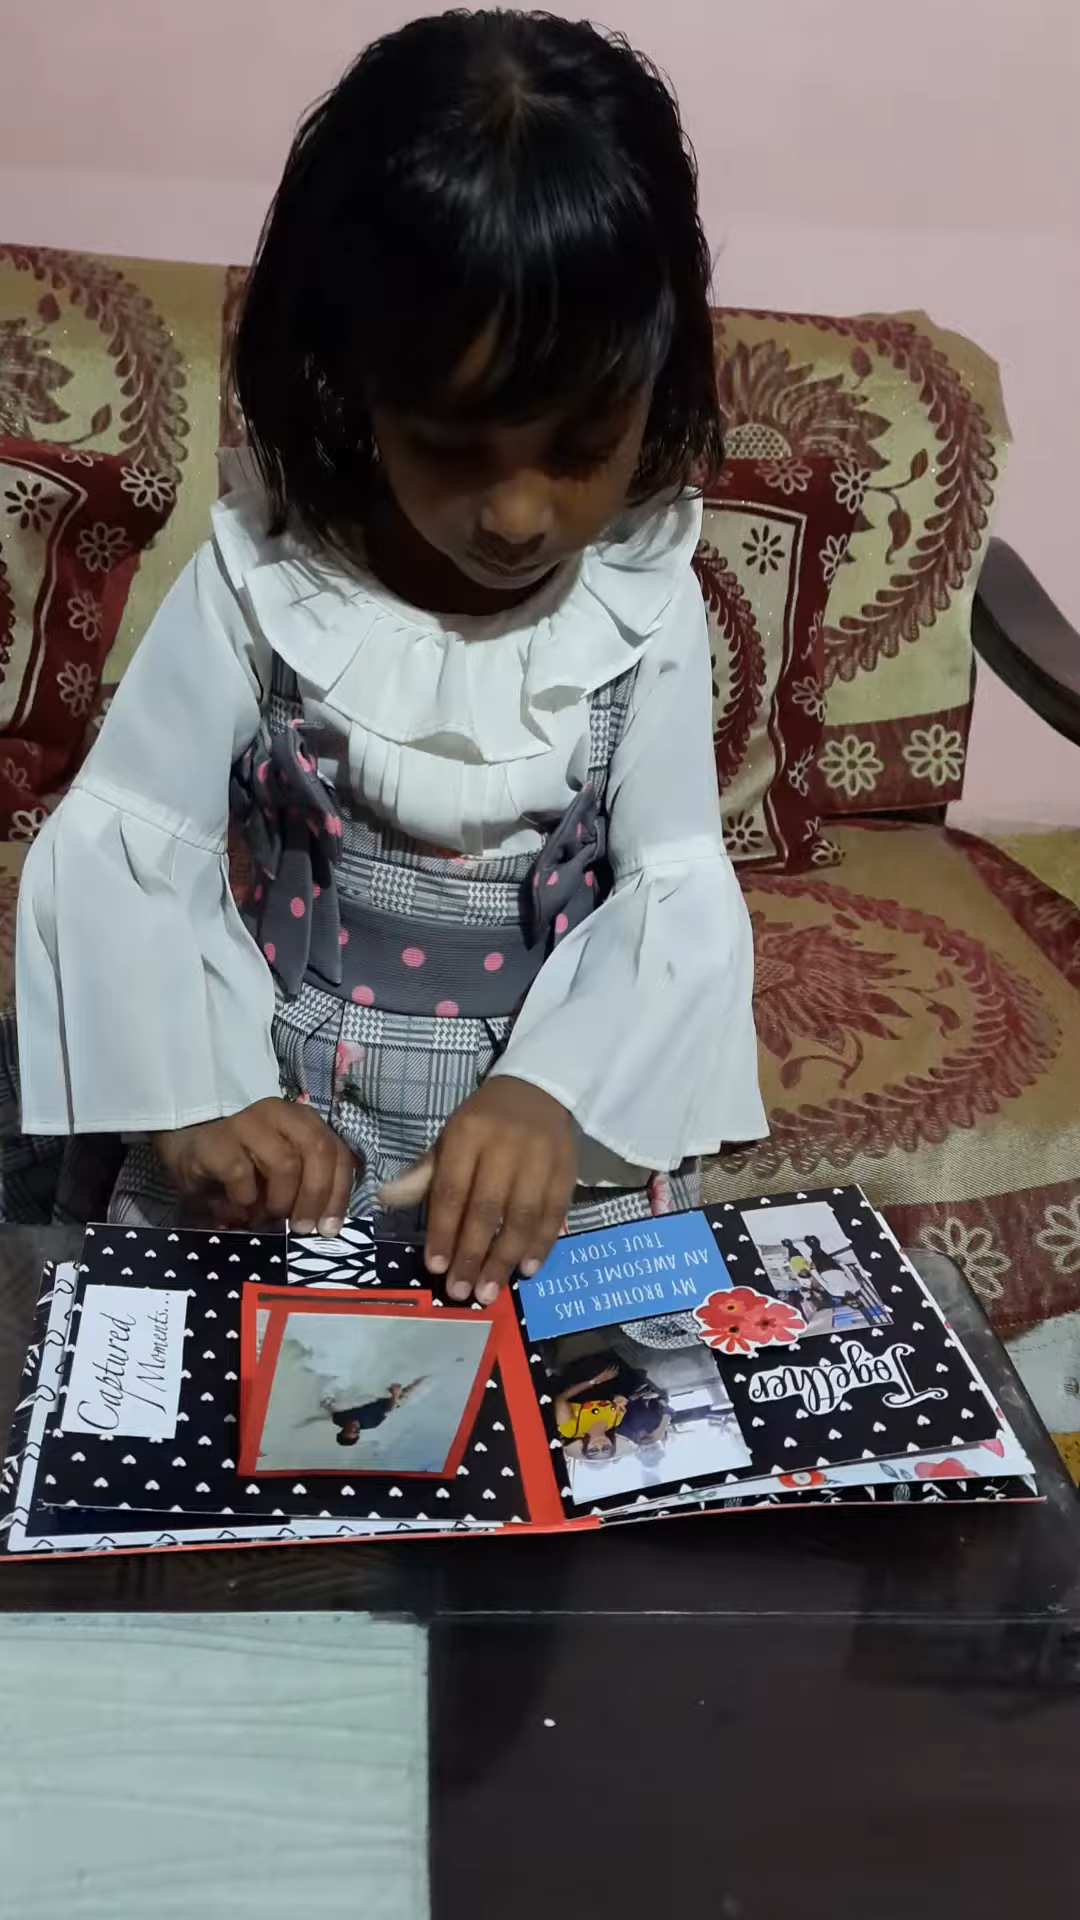 Captured
Moments...
MY BROTHER HAS
AN AWESOME SISTER.
TRUE STORY.
Together